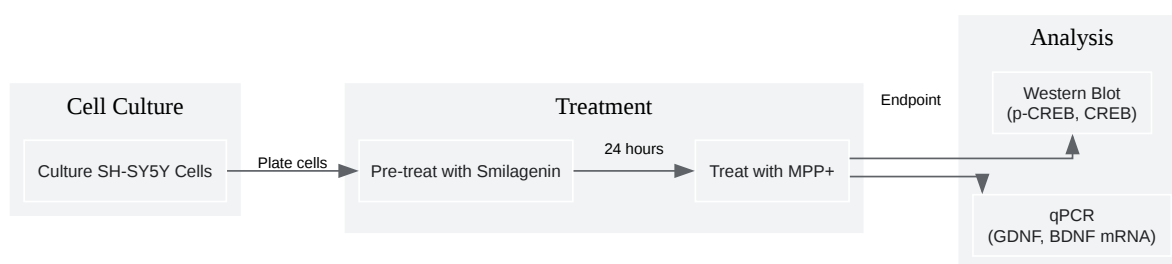 Cell Culture
Culture SH-SY5Y Cells
Plate cells
Treatment
Pre-treat with Smilagenin
24 hours
Treat with MPP+
Endpoint
Analysis
Western Blot
(p-CREB, CREB)
qPCR
(GDNF, BDNF mRNA)